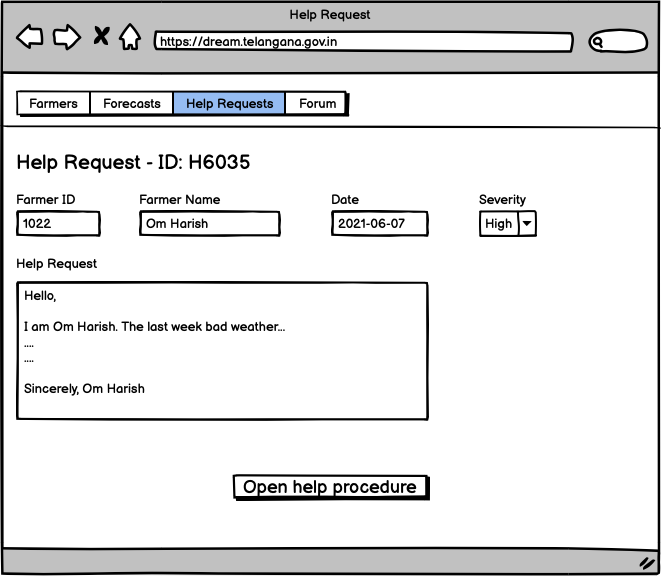 Help Request
https://dream.telangana.gov.in
Farmers Forecasts Help Requests Forum
Help Request - ID: H6035
Farmer ID Farmer Name Date Severity
1022 Om Harish 2021-06-07 High
Help Request
Hello,
I am Om Harish. The last week bad weather...
....
....
Sincerely, Om Harish
Open help procedure